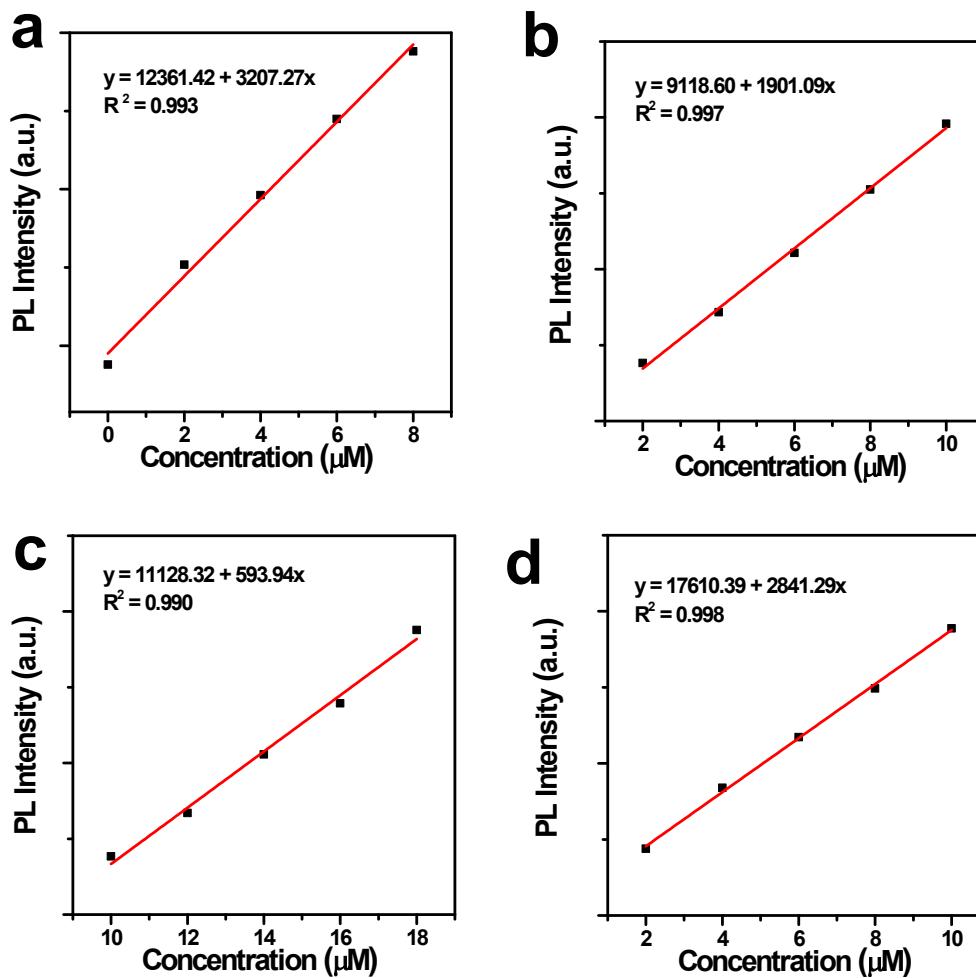 a
y = 12361.42 + 3207.27x
R² = 0.993
PL Intensity (a.u.)
0 2 4 6 8
Concentration (μM)
b
y = 9118.60 + 1901.09x
R² = 0.997
PL Intensity (a.u.)
2 4 6 8 10
Concentration (μM)
c
y = 11128.32 + 593.94x
R² = 0.990
PL Intensity (a.u.)
10 12 14 16 18
Concentration (μM)
d
y = 17610.39 + 2841.29x
R² = 0.998
PL Intensity (a.u.)
2 4 6 8 10
Concentration (μM)